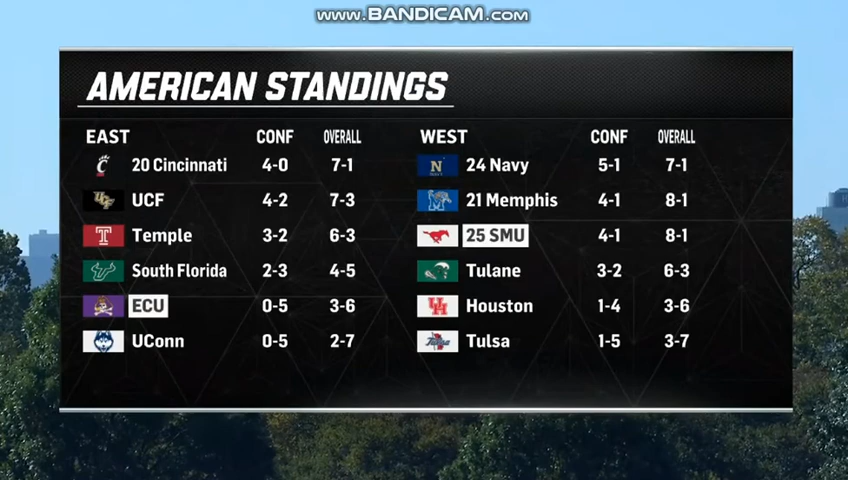 www.BANDICAM.com
AMERICAN STANDINGS
EAST CONF OVERALL WEST CONF OVERALL
20 Cincinnati 4-0 7-1 24 Navy 5-1 7-1
UCF 4-2 7-3 21 Memphis 4-1 8-1
Temple 3-2 6-3 25 SMU 4-1 8-1
South Florida 2-3 4-5 Tulane 3-2 6-3
ECU 0-5 3-6 Houston 1-4 3-6
UConn 0-5 2-7 Tulsa 1-5 3-7